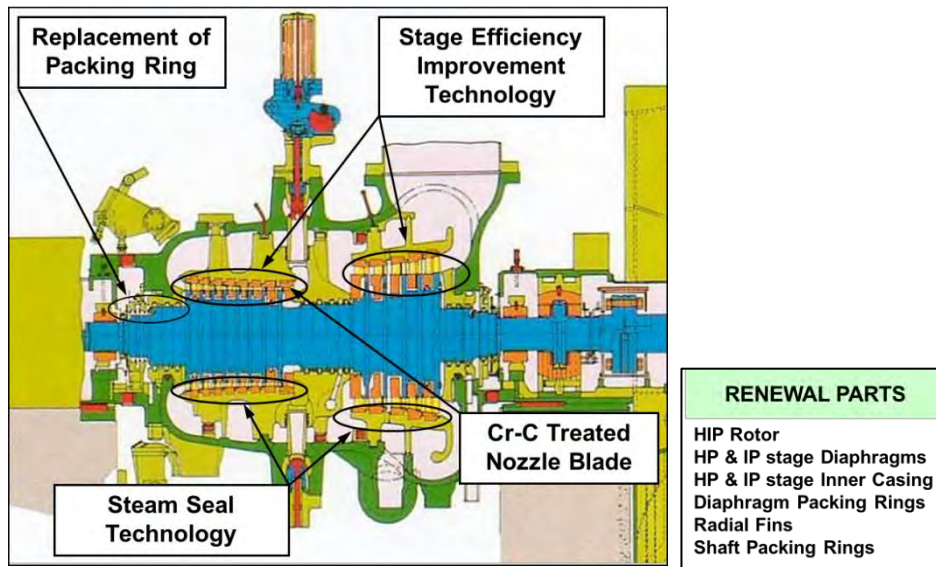 Replacement of
Packing Ring
Stage Efficiency
Improvement
Technology
Cr-C Treated
Nozzle Blade
Steam Seal
Technology
RENEWAL PARTS
HIP Rotor
HP & IP stage Diaphragms
HP & IP stage Inner Casing
Diaphragm Packing Rings
Radial Fins
Shaft Packing Rings